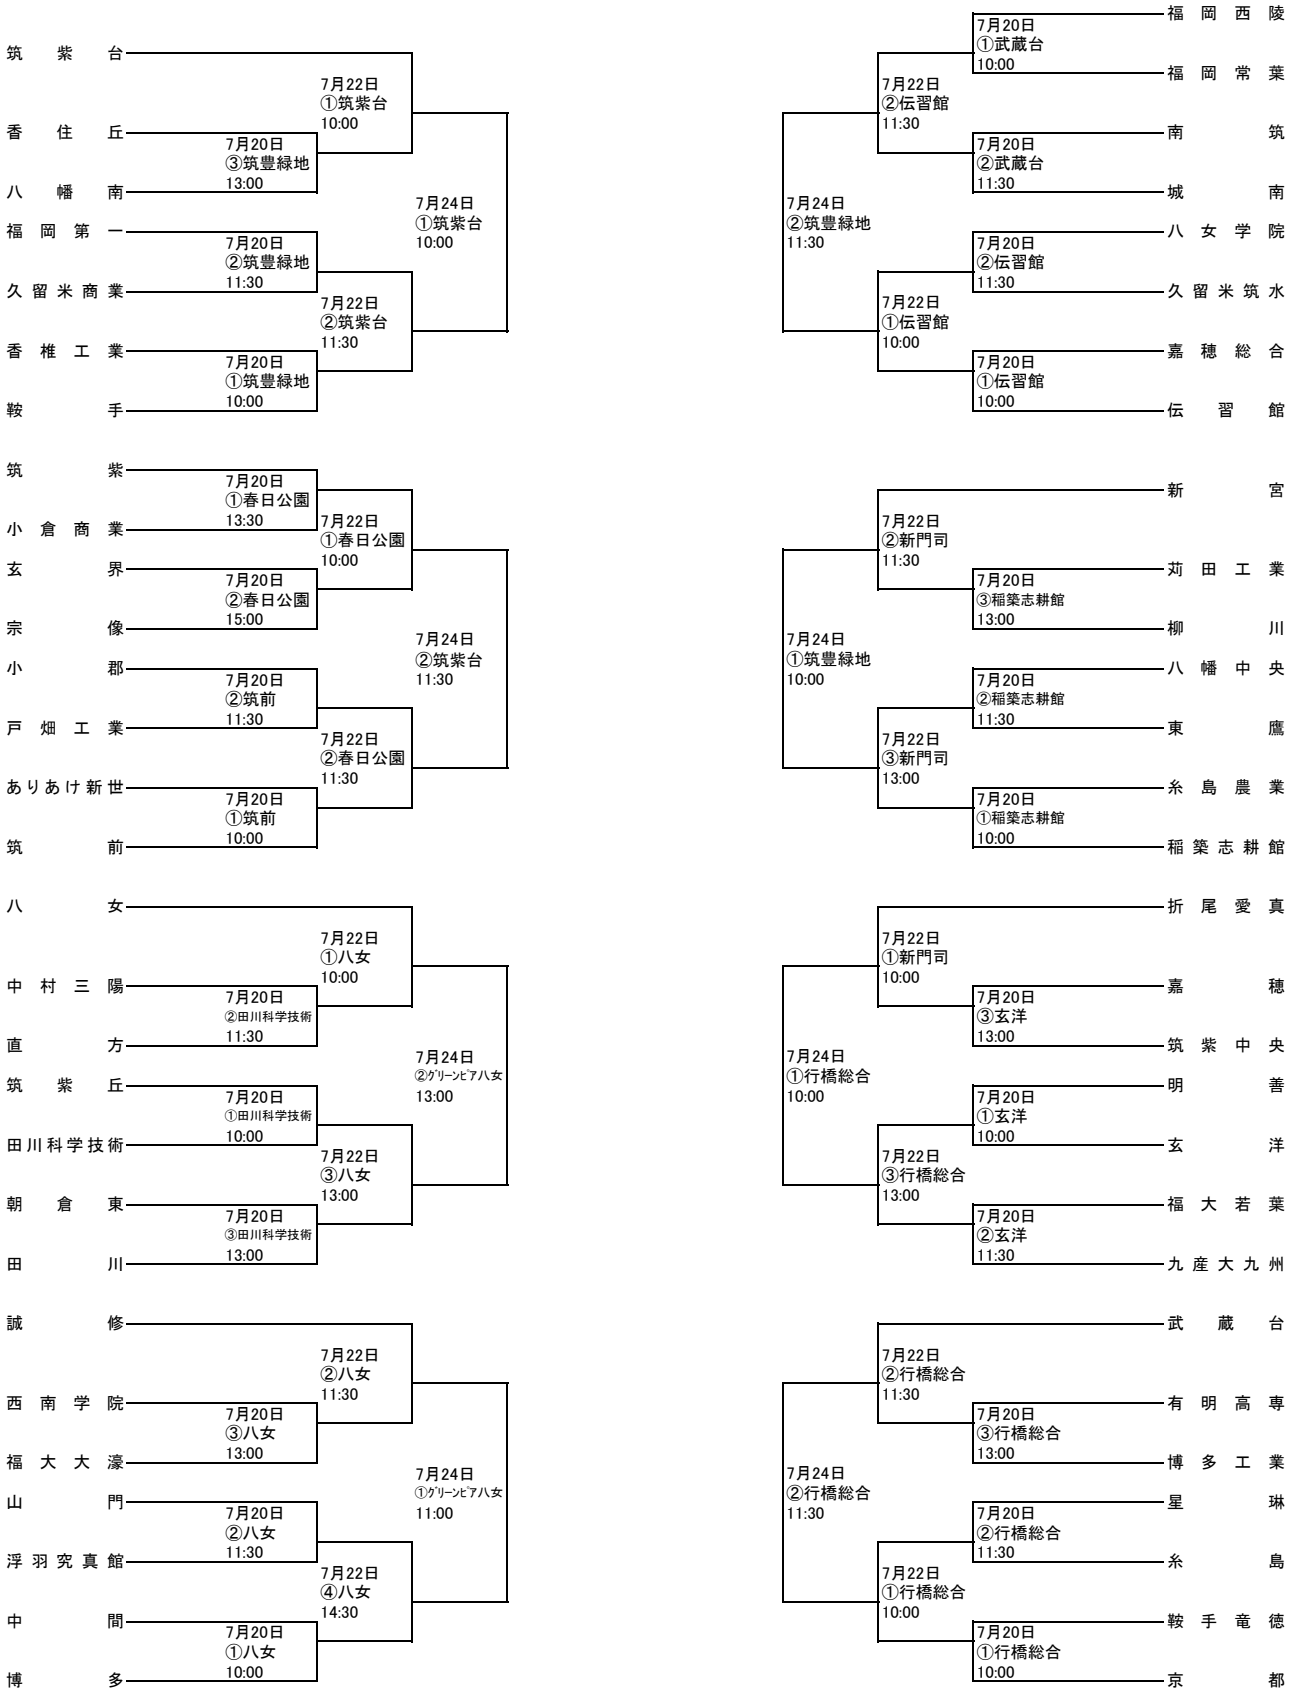 筑紫台
7月22日
①筑紫台
10:00
香住丘
7月20日
③筑豊緑地
13:00
八幡南
7月24日
①筑紫台
10:00
福岡第一
7月20日
②筑豊緑地
11:30
久留米商業
7月22日
②筑紫台
11:30
香椎工業
7月20日
①筑豊緑地
10:00
鞍手
筑紫
7月20日
①春日公園
13:30
小倉商業
7月22日
①春日公園
10:00
玄界
7月20日
②春日公園
15:00
宗像
7月24日
②筑紫台
11:30
小郡
7月20日
②筑前
11:30
戸畑工業
7月22日
②春日公園
11:30
ありあけ新世
7月20日
①筑前
10:00
筑前
八女
7月22日
①八女
10:00
中村三陽
7月20日
②田川科学技術
11:30
直方
7月24日
②グリーンピア八女
13:00
筑紫丘
7月20日
①田川科学技術
10:00
田川科学技術
7月22日
③八女
13:00
朝倉東
7月20日
③田川科学技術
13:00
田川
誠修
7月22日
②八女
11:30
西南学院
7月20日
③八女
13:00
福大大濠
7月24日
①グリーンピア八女
11:00
山門
7月20日
②八女
11:30
浮羽究真館
7月22日
④八女
14:30
中間
7月20日
①八女
10:00
博多
福岡西陵
7月20日
①武蔵台
10:00
福岡常葉
7月22日
②伝習館
11:30
南筑
7月20日
②武蔵台
11:30
城南
7月24日
②筑豊緑地
11:30
八女学院
7月20日
②伝習館
11:30
久留米筑水
7月22日
①伝習館
10:00
嘉穂総合
7月20日
①伝習館
10:00
伝習館
新宮
7月22日
②新門司
11:30
苅田工業
7月20日
③稲築志耕館
13:00
柳川
7月24日
①筑豊緑地
10:00
八幡中央
7月20日
②稲築志耕館
11:30
東鷹
7月22日
③新門司
13:00
糸島農業
7月20日
①稲築志耕館
10:00
稲築志耕館
折尾愛真
7月22日
①新門司
10:00
嘉穂
7月20日
③玄洋
13:00
筑紫中央
7月24日
①行橋総合
10:00
明善
7月20日
①玄洋
10:00
玄洋
7月22日
③行橋総合
13:00
福大若葉
7月20日
②玄洋
11:30
九産大九州
武蔵台
7月22日
②行橋総合
11:30
有明高専
7月20日
③行橋総合
13:00
博多工業
7月24日
②行橋総合
11:30
星琳
7月20日
②行橋総合
11:30
糸島
7月22日
①行橋総合
10:00
鞍手竜徳
7月20日
①行橋総合
10:00
京都